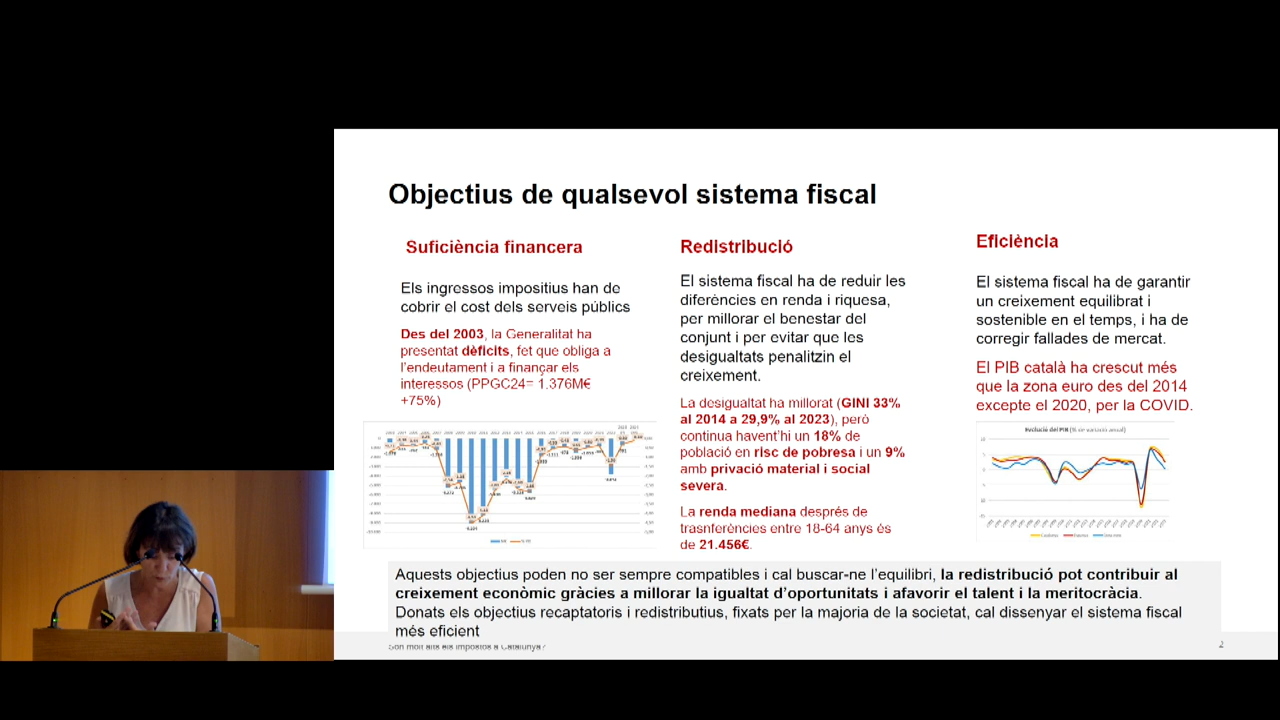 Objectius de qualsevol sistema fiscal
Suficiència financera
Els ingressos impositius han de
cobrir el cost dels serveis públics
Des del 2003, la Generalitat ha
presentat dèficits, fet que obliga a
l'endeutament i a finançar els
interessos (PPGC24= 1.376M€
+75%)
Redistribució
El sistema fiscal ha de reduir les
diferències en renda i riquesa,
per millorar el benestar del
conjunt i per evitar que les
desigualtats penalitzin el
creixement.
La desigualtat ha millorat (GINI 33%
al 2014 a 29,9% al 2023), però
continua havent'hi un 18% de
població en risc de pobresa i un 9%
amb privació material i social
severa.
La renda mediana després de
trasnferències entre 18-64 anys és
de 21.456€.
Eficiència
El sistema fiscal ha de garantir
un creixement equilibrat i
sostenible en el temps, i ha de
corregir fallades de mercat.
El PIB català ha crescut més
que la zona euro des del 2014
excepte el 2020, per la COVID.
Evolució del PIB (% de variació anual)
Aquests objectius poden no ser sempre compatibles i cal buscar-ne l'equilibri, la redistribució pot contribuir al
creixement econòmic gràcies a millorar la igualtat d'oportunitats i afavorir el talent i la meritocràcia.
Donats els objectius recaptatoris i redistributius, fixats per la majoria de la societat, cal dissenyar el sistema fiscal
més eficient
Són molt alts els impostos a Catalunya?
2